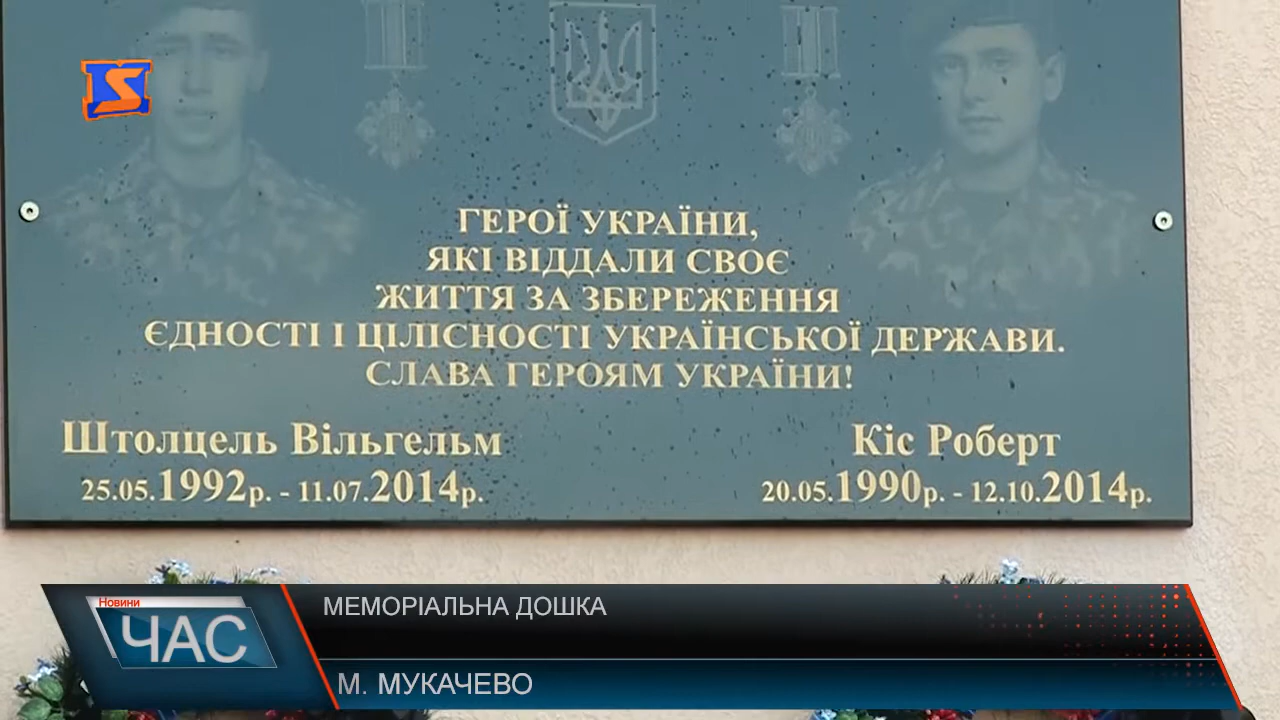 ГЕРОЇ УКРАЇНИ,
ЯКІ ВІДДАЛИ СВОЄ
ЖИТТЯ ЗА ЗБЕРЕЖЕННЯ
ЄДНОСТІ І ЦІЛІСНОСТІ УКРАЇНСЬКОЇ ДЕРЖАВИ.
СЛАВА ГЕРОЯМ УКРАЇНИ!
Штолцель Вільгельм
25.05.1992р. - 11.07.2014р.
Кіс Роберт
20.05.1990р. - 12.10.2014р.
Новини
ЧАС
МЕМОРІАЛЬНА ДОШКА
М. МУКАЧЕВО